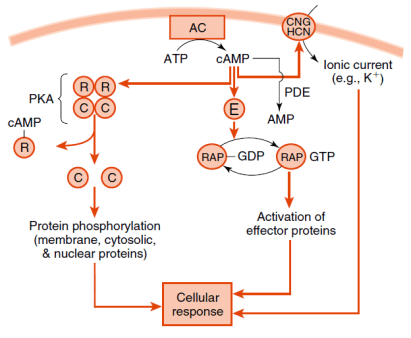 AC
CNG
HCN
ATP
cAMP
Ionic current
(e.g., K⁺)
PDE
AMP
PKA
R R
C C
cAMP
R
E
RAP GDP
RAP GTP
C C
Protein phosphorylation
(membrane, cytosolic,
& nuclear proteins)
Activation of
effector proteins
Cellular
response